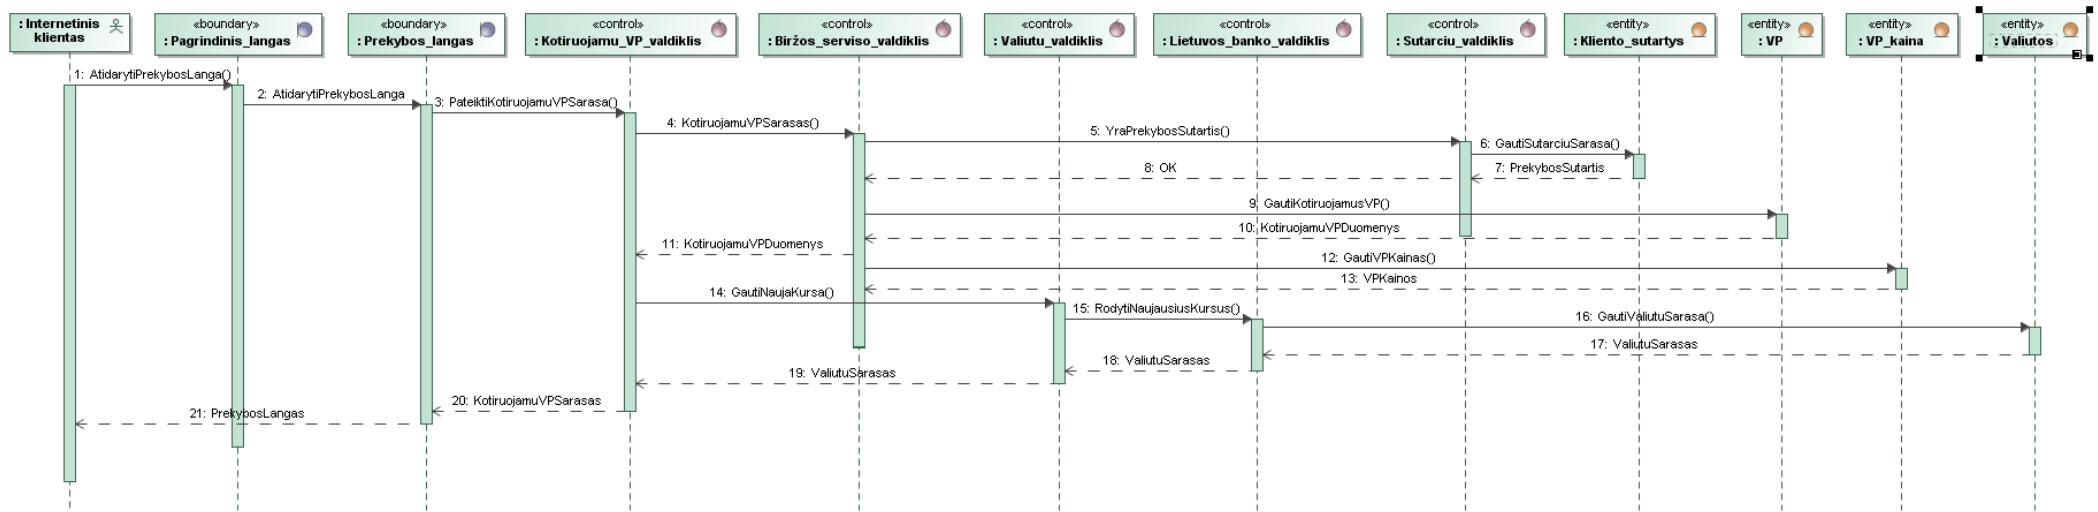 : Internetinis
klientas
«boundary»
: Pagrindinis_langas
«boundary»
: Prekybos_langas
«control»
: Kotiruojamu_VP_valdiklis
«control»
: Biržos_serviso_valdiklis
«control»
: Valiutu_valdiklis
«control»
: Lietuvos_banko_valdiklis
«control»
: Sutarciu_valdiklis
«entity»
: Kliento_sutartys
«entity»
: VP
«entity»
: VP_kaina
«entity»
: Valiutos
1: AtidarytiPrekybosLanga()
2: AtidarytiPrekybosLanga
3: PateiktiKotiruojamuVPSarasa()
4: KotiruojamuVPSarasas()
5: YraPrekybosSutartis()
6: GautiSutarciuSarasa()
7: PrekybosSutartis
8: OK
9: GautiKotiruojamusVP()
10: KotiruojamuVPDuomenys
11: KotiruojamuVPDuomenys
12: GautiVPKainas()
13: VPKainos
14: GautiNaujaKursa()
15: RodytiNaujausiusKursus()
16: GautiValiutuSarasa()
17: ValiutuSarasas
18: ValiutuSarasas
19: ValiutuSarasas
20: KotiruojamuVPSarasas
21: PrekybosLangas